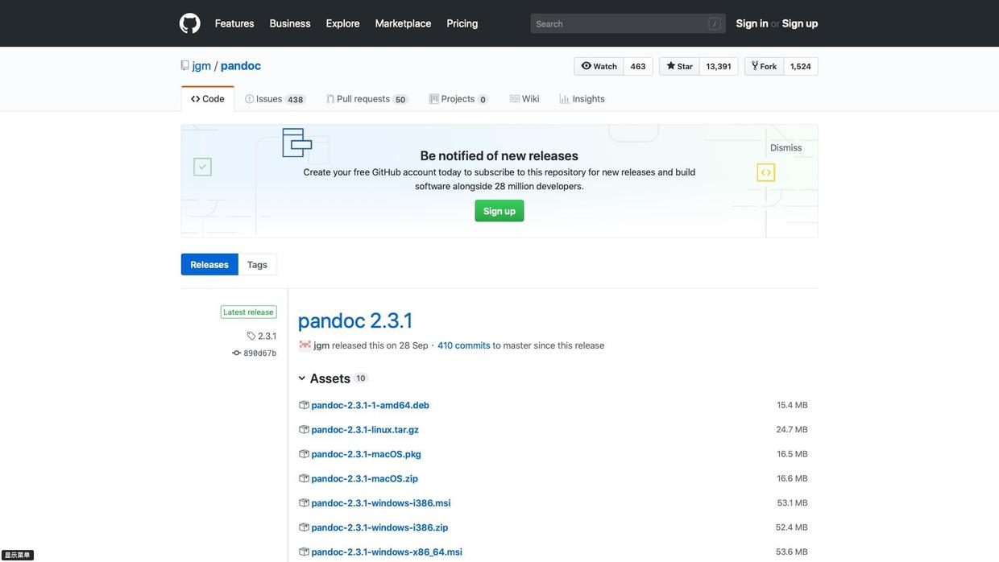 Features Business Explore Marketplace Pricing Search / Sign in or Sign up
jgm / pandoc Watch 463 Star 13,391 Fork 1,524
Code Issues 438 Pull requests 50 Projects 0 Wiki Insights
Dismiss
Be notified of new releases
Create your free GitHub account today to subscribe to this repository for new releases and build
software alongside 28 million developers.
Sign up
Releases Tags
Latest release
2.3.1
890d67b
pandoc 2.3.1
jgm released this on 28 Sep · 410 commits to master since this release
Assets 10
pandoc-2.3.1-1-amd64.deb 15.4 MB
pandoc-2.3.1-linux.tar.gz 24.7 MB
pandoc-2.3.1-macOS.pkg 16.5 MB
pandoc-2.3.1-macOS.zip 16.6 MB
pandoc-2.3.1-windows-i386.msi 53.1 MB
pandoc-2.3.1-windows-i386.zip 52.4 MB
pandoc-2.3.1-windows-x86_64.msi 53.6 MB
显示菜单